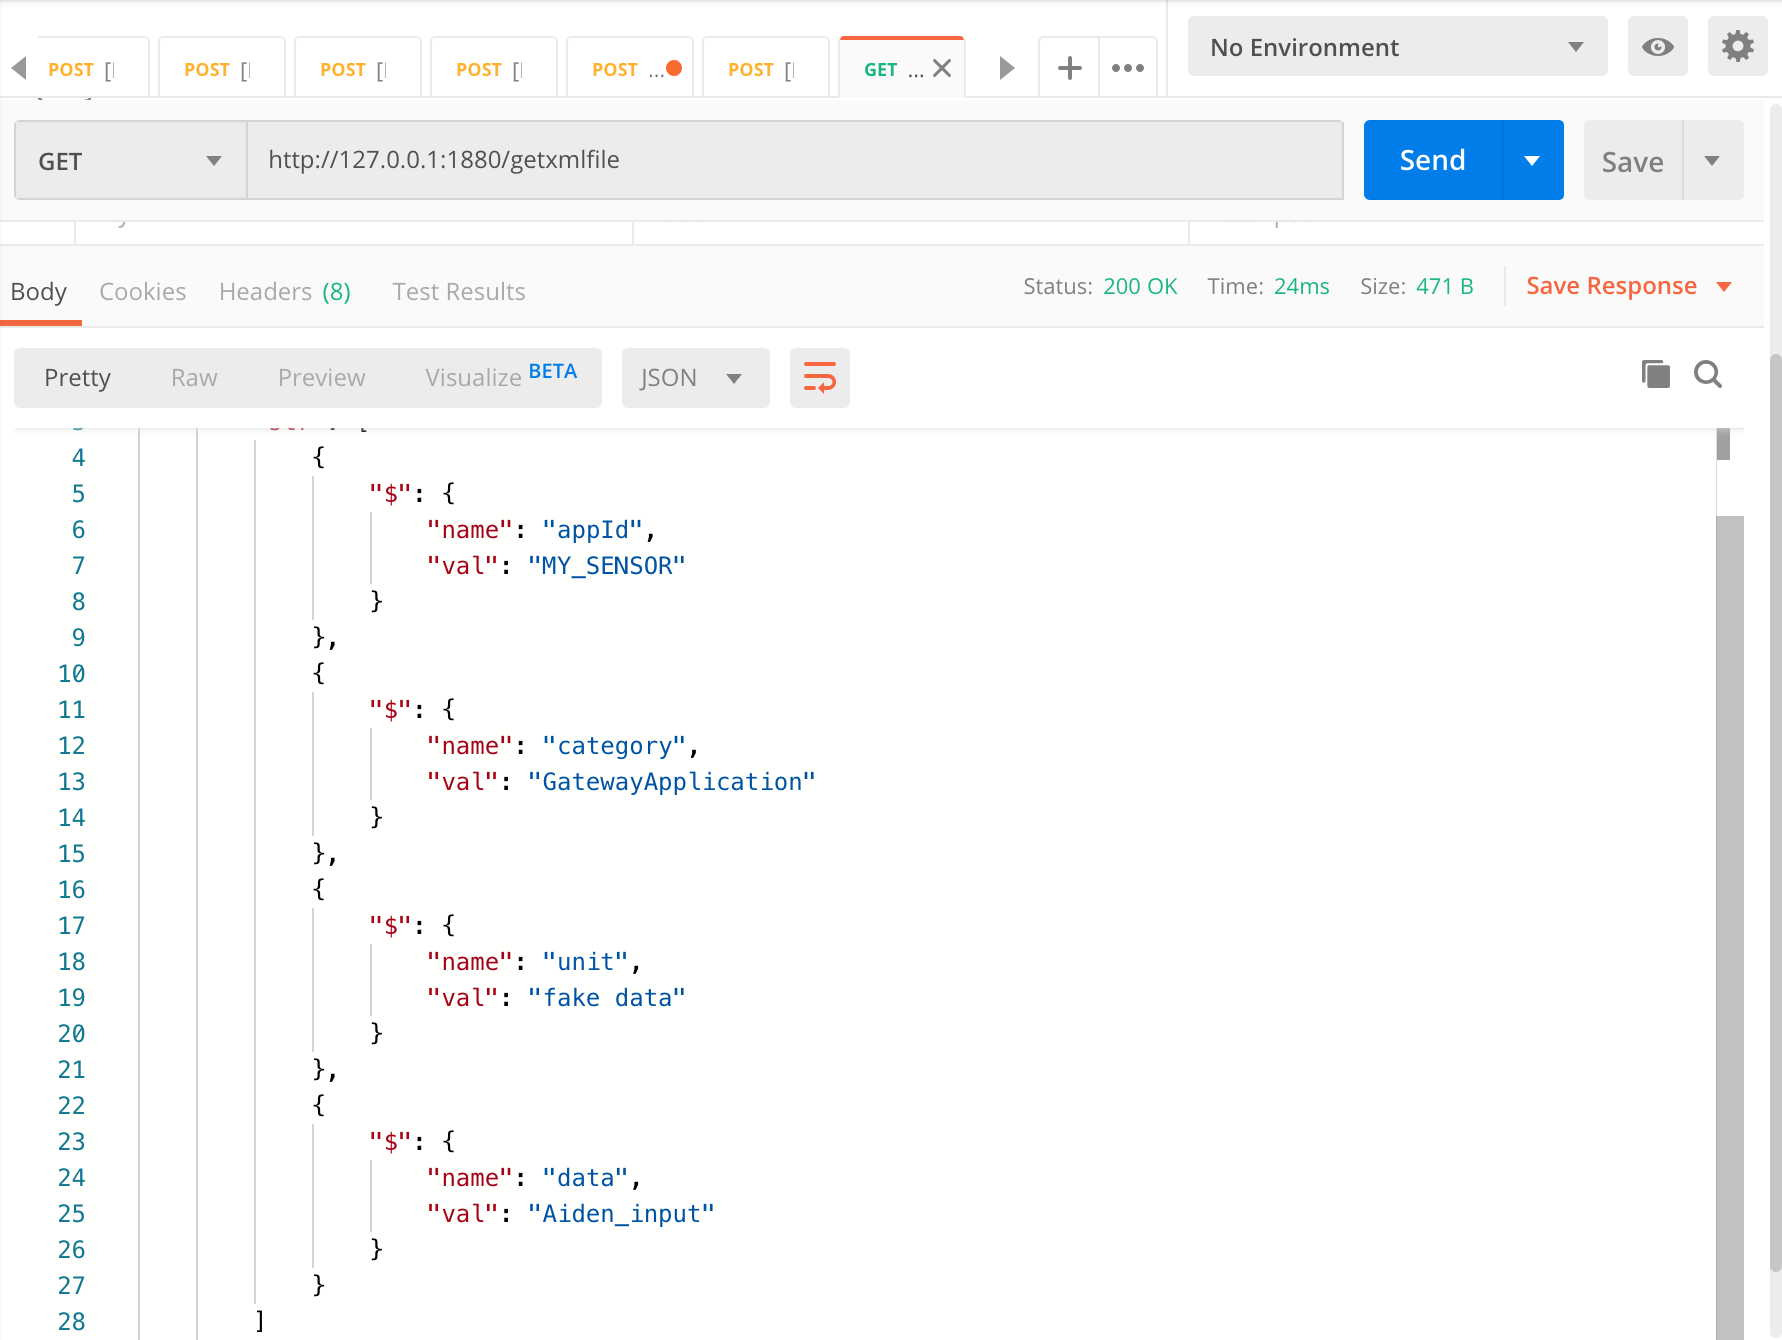 POST [
POST [
POST [
POST [
POST ...
POST [
GET ...
No Environment
GET
http://127.0.0.1:1880/getxmlfile
Send
Save
Body
Cookies
Headers (8)
Test Results
Status: 200 OK
Time: 24ms
Size: 471 B
Save Response
Pretty
Raw
Preview
Visualize BETA
JSON
4 {
5 "$": {
6 "name": "appId",
7 "val": "MY_SENSOR"
8 }
9 },
10 {
11 "$": {
12 "name": "category",
13 "val": "GatewayApplication"
14 }
15 },
16 {
17 "$": {
18 "name": "unit",
19 "val": "fake data"
20 }
21 },
22 {
23 "$": {
24 "name": "data",
25 "val": "Aiden_input"
26 }
27 }
28 ]